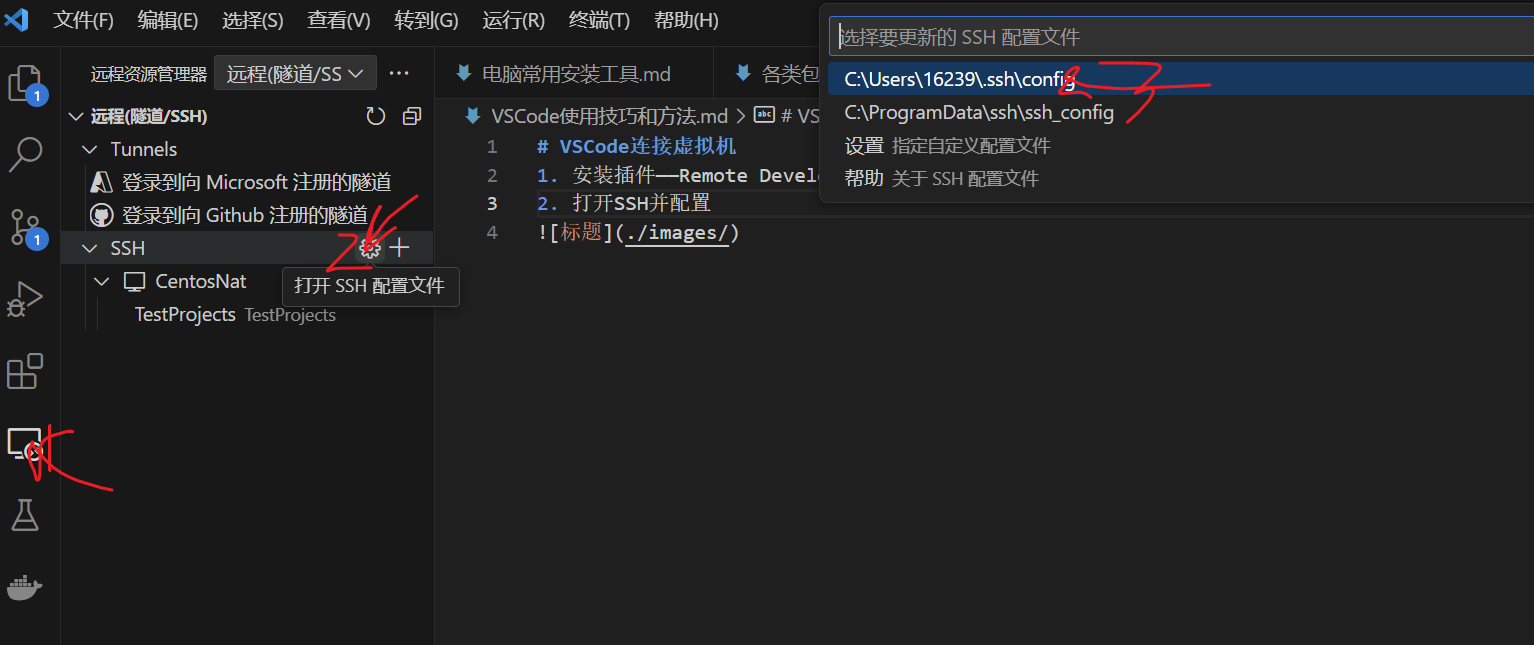 文件(F) 编辑(E) 选择(S) 查看(V) 转到(G) 运行(R) 终端(T) 帮助(H)
选择要更新的 SSH 配置文件
C:\Users\16239\.ssh\config
C:\ProgramData\ssh\ssh_config
设置 指定自定义配置文件
帮助 关于 SSH 配置文件
远程资源管理器 远程(隧道/SS
远程(隧道/SSH)
Tunnels
登录到向 Microsoft 注册的隧道
登录到向 Github 注册的隧道
SSH
打开 SSH 配置文件
CentosNat
TestProjects TestProjects
1
1
电脑常用安装工具.md 各类包
VSCode使用技巧和方法.md > abc # VS
1 # VSCode连接虚拟机
2 1. 安装插件——Remote Devel
3 2. 打开SSH并配置
4 ![标题](./images/)
1
2
3